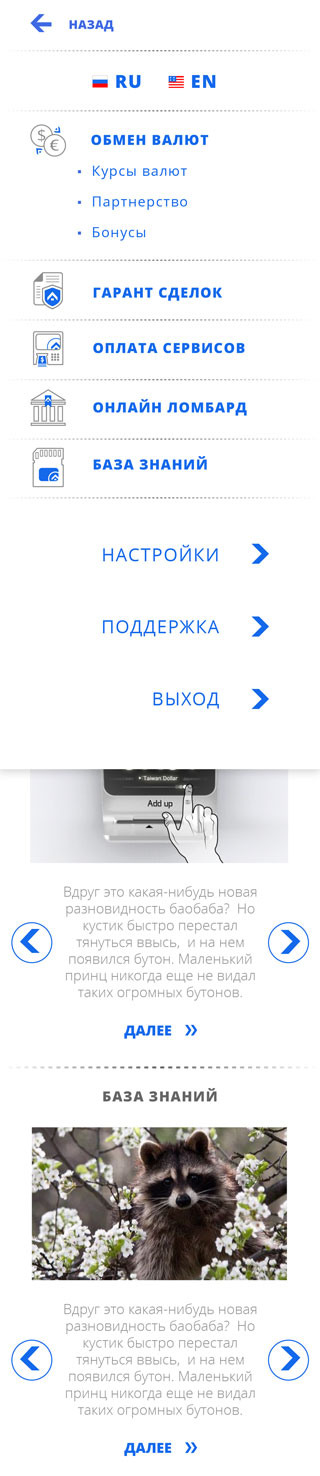 НАЗАД
RU EN
ОБМЕН ВАЛЮТ
Курсы валют
Партнерство
Бонусы
ГАРАНТ СДЕЛОК
ОПЛАТА СЕРВИСОВ
ОНЛАЙН ЛОМБАРД
БАЗА ЗНАНИЙ
НАСТРОЙКИ
ПОДДЕРЖКА
ВЫХОД
Taiwan Dollar
Add up
Вдруг это какая-нибудь новая
разновидность баобаба? Но
кустик быстро перестал
тянуться ввысь, и на нем
появился бутон. Маленький
принц никогда еще не видал
таких огромных бутонов.
ДАЛЕЕ
БАЗА ЗНАНИЙ
Вдруг это какая-нибудь новая
разновидность баобаба? Но
кустик быстро перестал
тянуться ввысь, и на нем
появился бутон. Маленький
принц никогда еще не видал
таких огромных бутонов.
ДАЛЕЕ